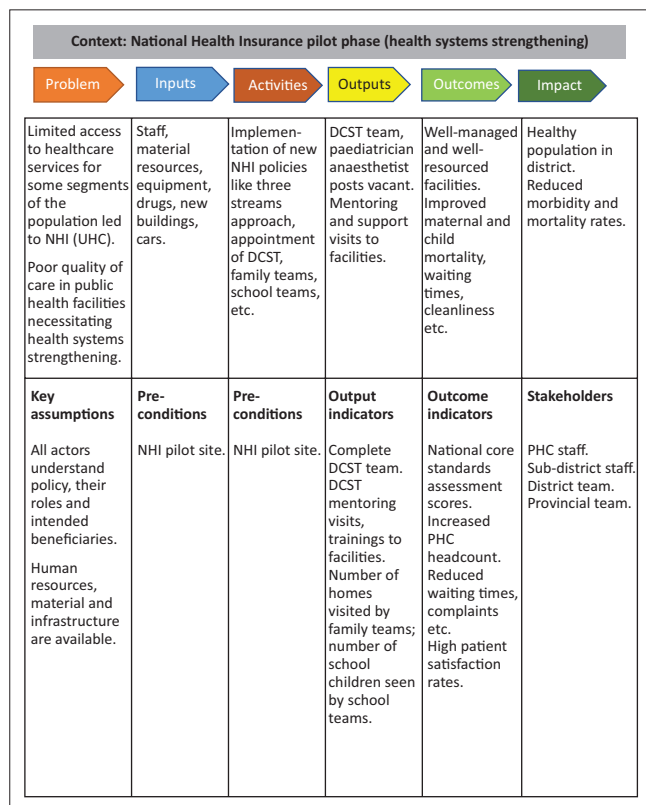 Context: National Health Insurance pilot phase (health systems strengthening)
Problem
Inputs
Activities
Outputs
Outcomes
Impact
Limited access
to healthcare
services for
some segments
of the
population led
to NHI (UHC).
Poor quality of
care in public
health facilities
necessitating
health systems
strengthening.
Staff,
material
resources,
equipment,
drugs, new
buildings,
cars.
Implemen-
tation of new
NHI policies
like three
streams
approach,
appointment
of DCST,
family teams,
school teams,
etc.
DCST team,
paediatrician
anaesthetist
posts vacant.
Mentoring
and support
visits to
facilities.
Well-managed
and well-
resourced
facilities.
Improved
maternal and
child
mortality,
waiting
times,
cleanliness
etc.
Healthy
population in
district.
Reduced
morbidity and
mortality rates.
Key
assumptions
All actors
understand
policy, their
roles and
intended
beneficiaries.
Human
resources,
material and
infrastructure
are available.
Pre-
conditions
NHI pilot site.
Pre-
conditions
NHI pilot site.
Output
indicators
Complete
DCST team.
DCST
mentoring
visits,
trainings to
facilities.
Number of
homes
visited by
family teams;
number of
school
children seen
by school
teams.
Outcome
indicators
National core
standards
assessment
scores.
Increased
PHC
headcount.
Reduced
waiting times,
complaints
etc.
High patient
satisfaction
rates.
Stakeholders
PHC staff.
Sub-district staff.
District team.
Provincial team.